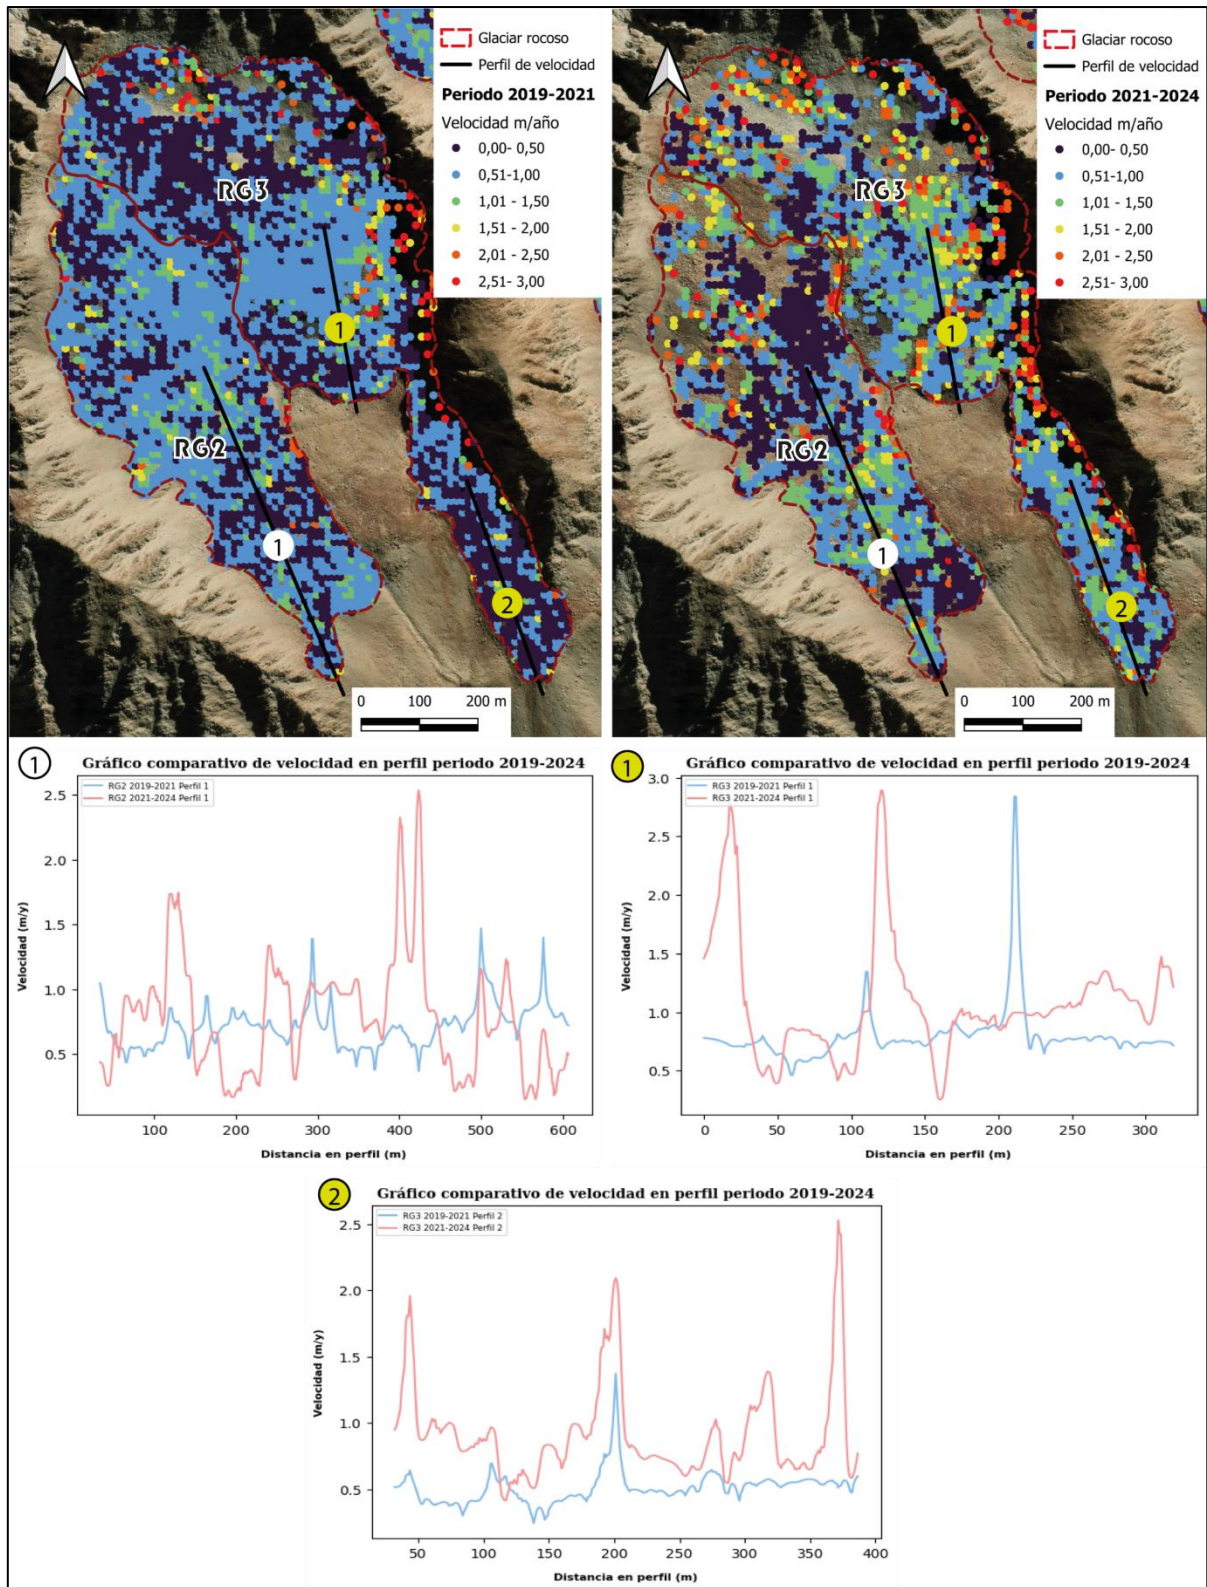 Glaciar rocoso
Perfil de velocidad
Periodo 2019-2021
Velocidad m/año
0,00- 0,50
0,51-1,00
1,01 - 1,50
1,51 - 2,00
2,01 - 2,50
2,51- 3,00
RG3
1
RG2
1
2
0 100 200 m
Glaciar rocoso
Perfil de velocidad
Periodo 2021-2024
Velocidad m/año
0,00- 0,50
0,51-1,00
1,01 - 1,50
1,51 - 2,00
2,01 - 2,50
2,51- 3,00
RG3
1
RG2
1
2
0 100 200 m
1
Gráfico comparativo de velocidad en perfil periodo 2019-2024
RG2 2019-2021 Perfil 1
RG2 2021-2024 Perfil 1
2.5
2.0
1.5
1.0
0.5
Velocidad (m/y)
100 200 300 400 500 600
Distancia en perfil (m)
1
Gráfico comparativo de velocidad en perfil periodo 2019-2024
RG3 2019-2021 Perfil 1
RG3 2021-2024 Perfil 1
3.0
2.5
2.0
1.5
1.0
0.5
Velocidad (m/y)
0 50 100 150 200 250 300
Distancia en perfil (m)
2
Gráfico comparativo de velocidad en perfil periodo 2019-2024
RG3 2019-2021 Perfil 2
RG3 2021-2024 Perfil 2
2.5
2.0
1.5
1.0
0.5
Velocidad (m/y)
50 100 150 200 250 300 350 400
Distancia en perfil (m)